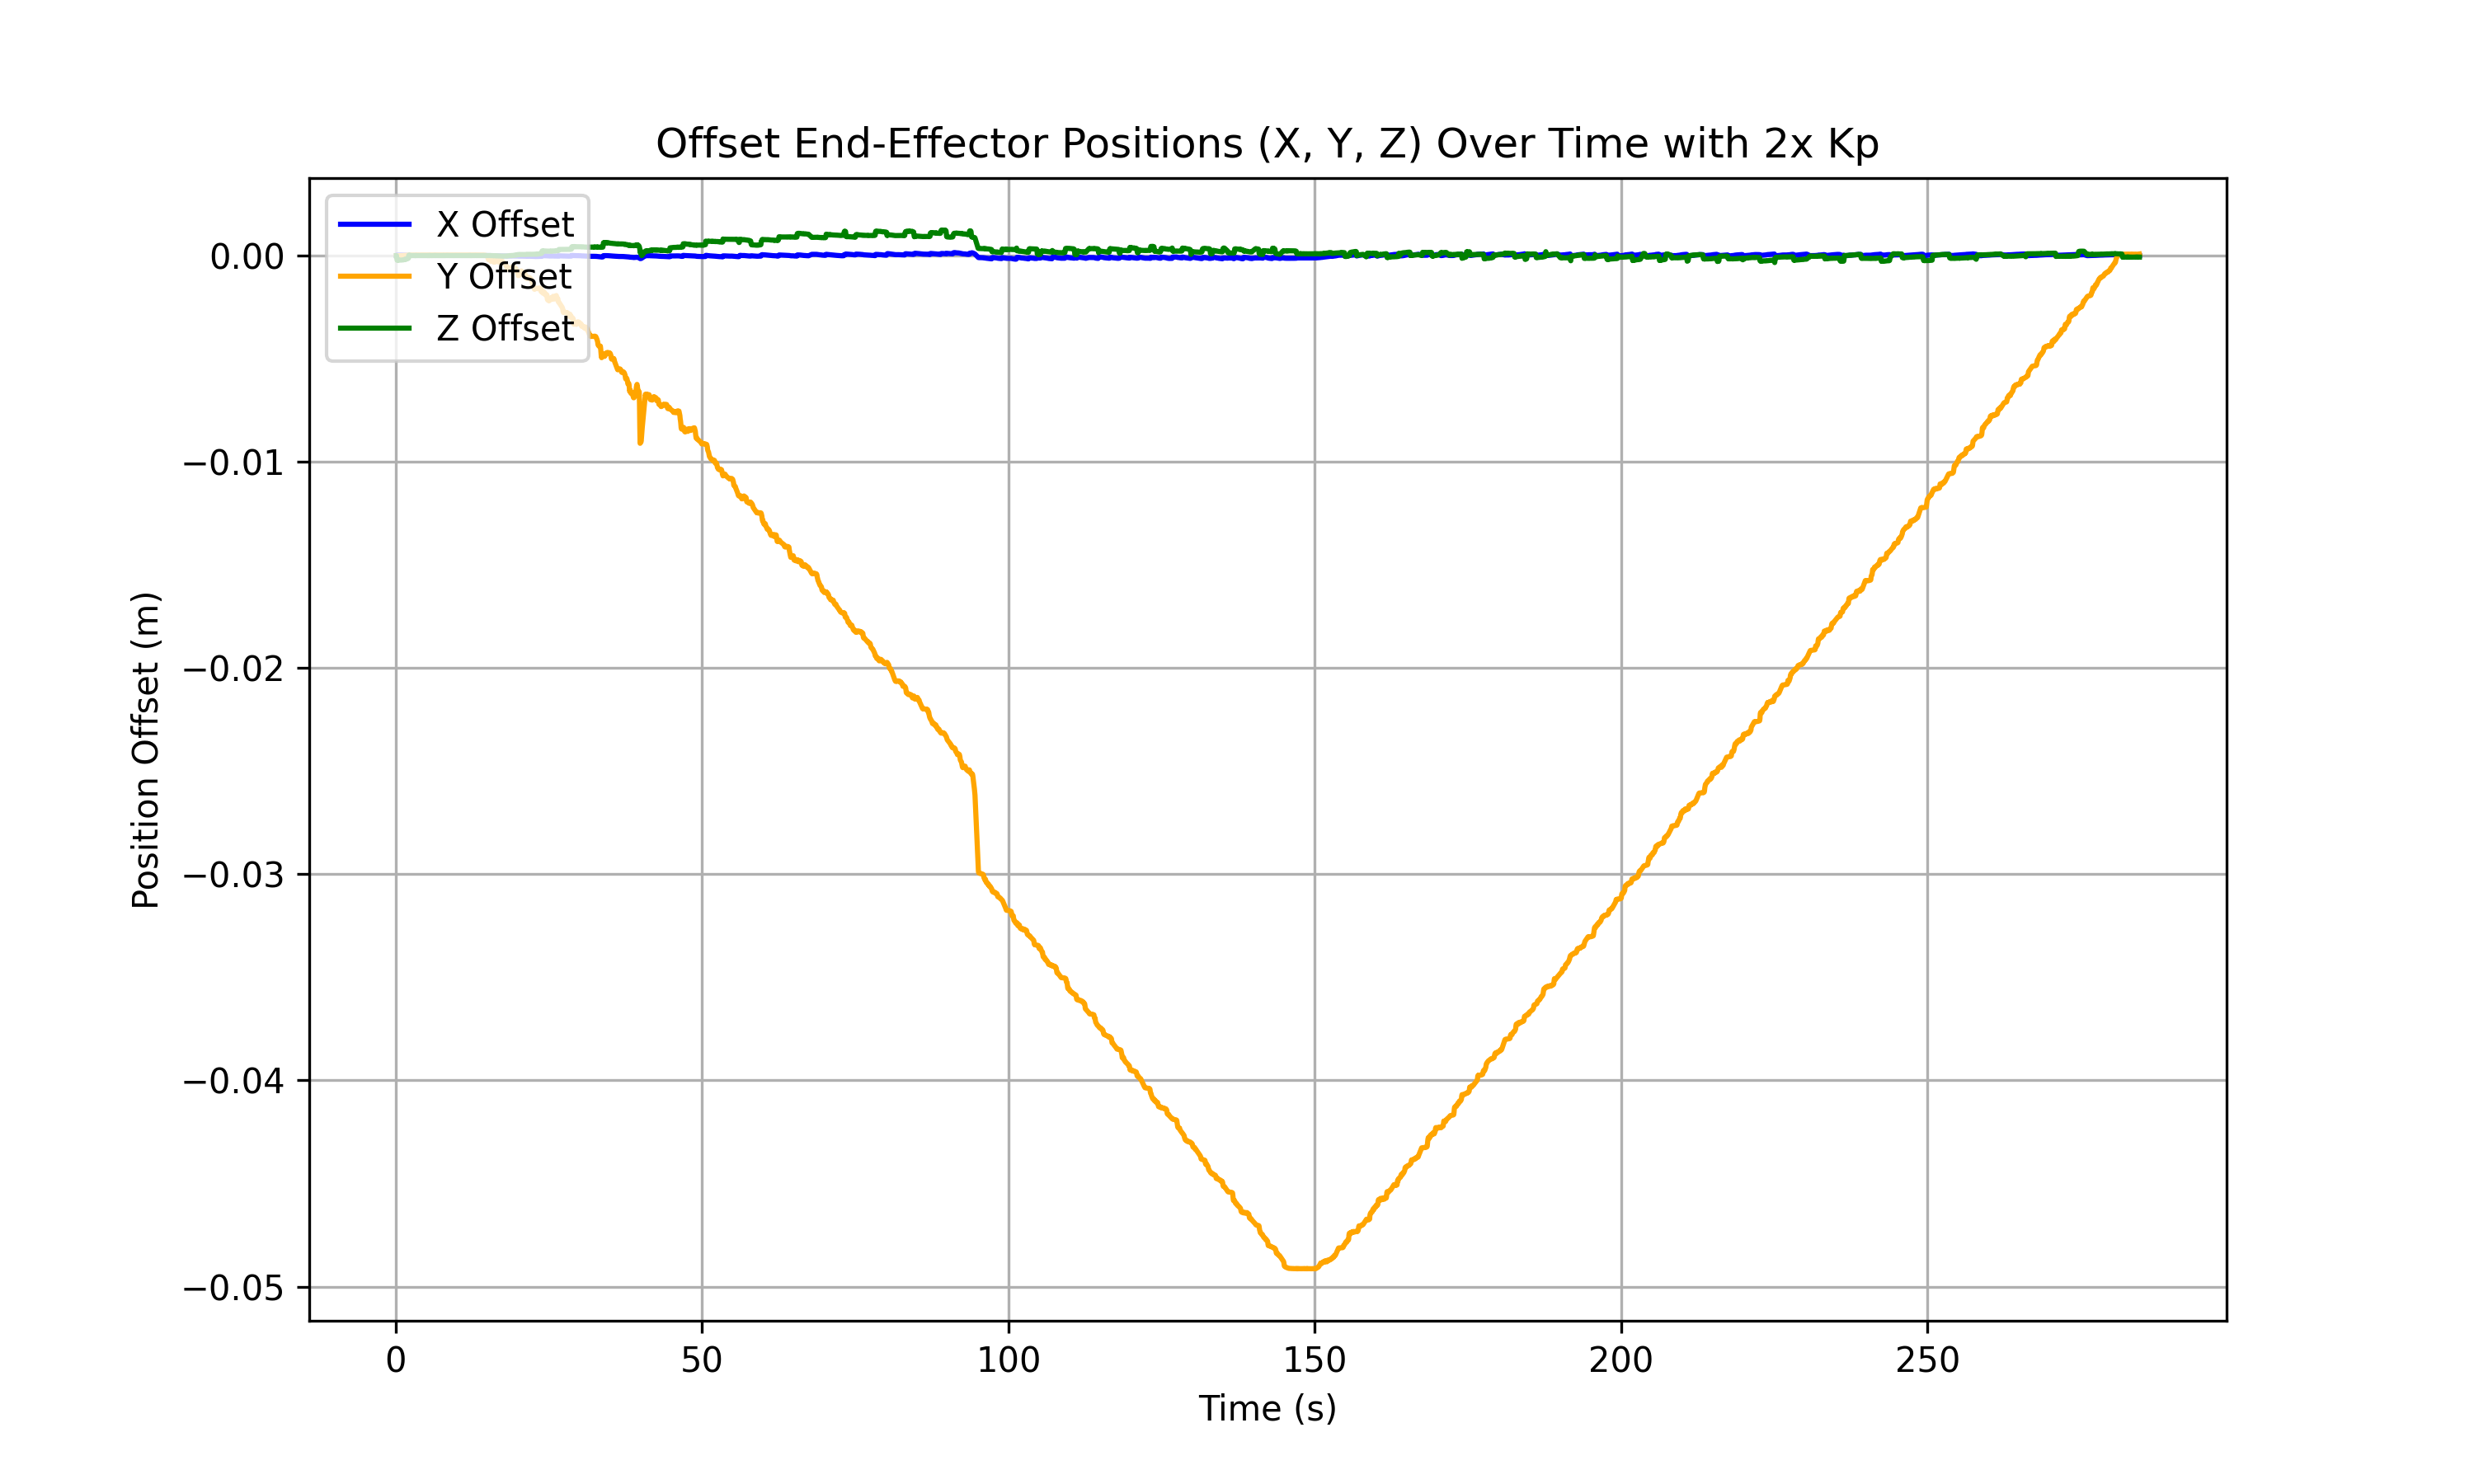 Offset End-Effector Positions (X, Y, Z) Over Time with 2x Kp
X Offset
Y Offset
Z Offset
0.00
−0.01
−0.02
−0.03
−0.04
−0.05
Position Offset (m)
0 50 100 150 200 250
Time (s)